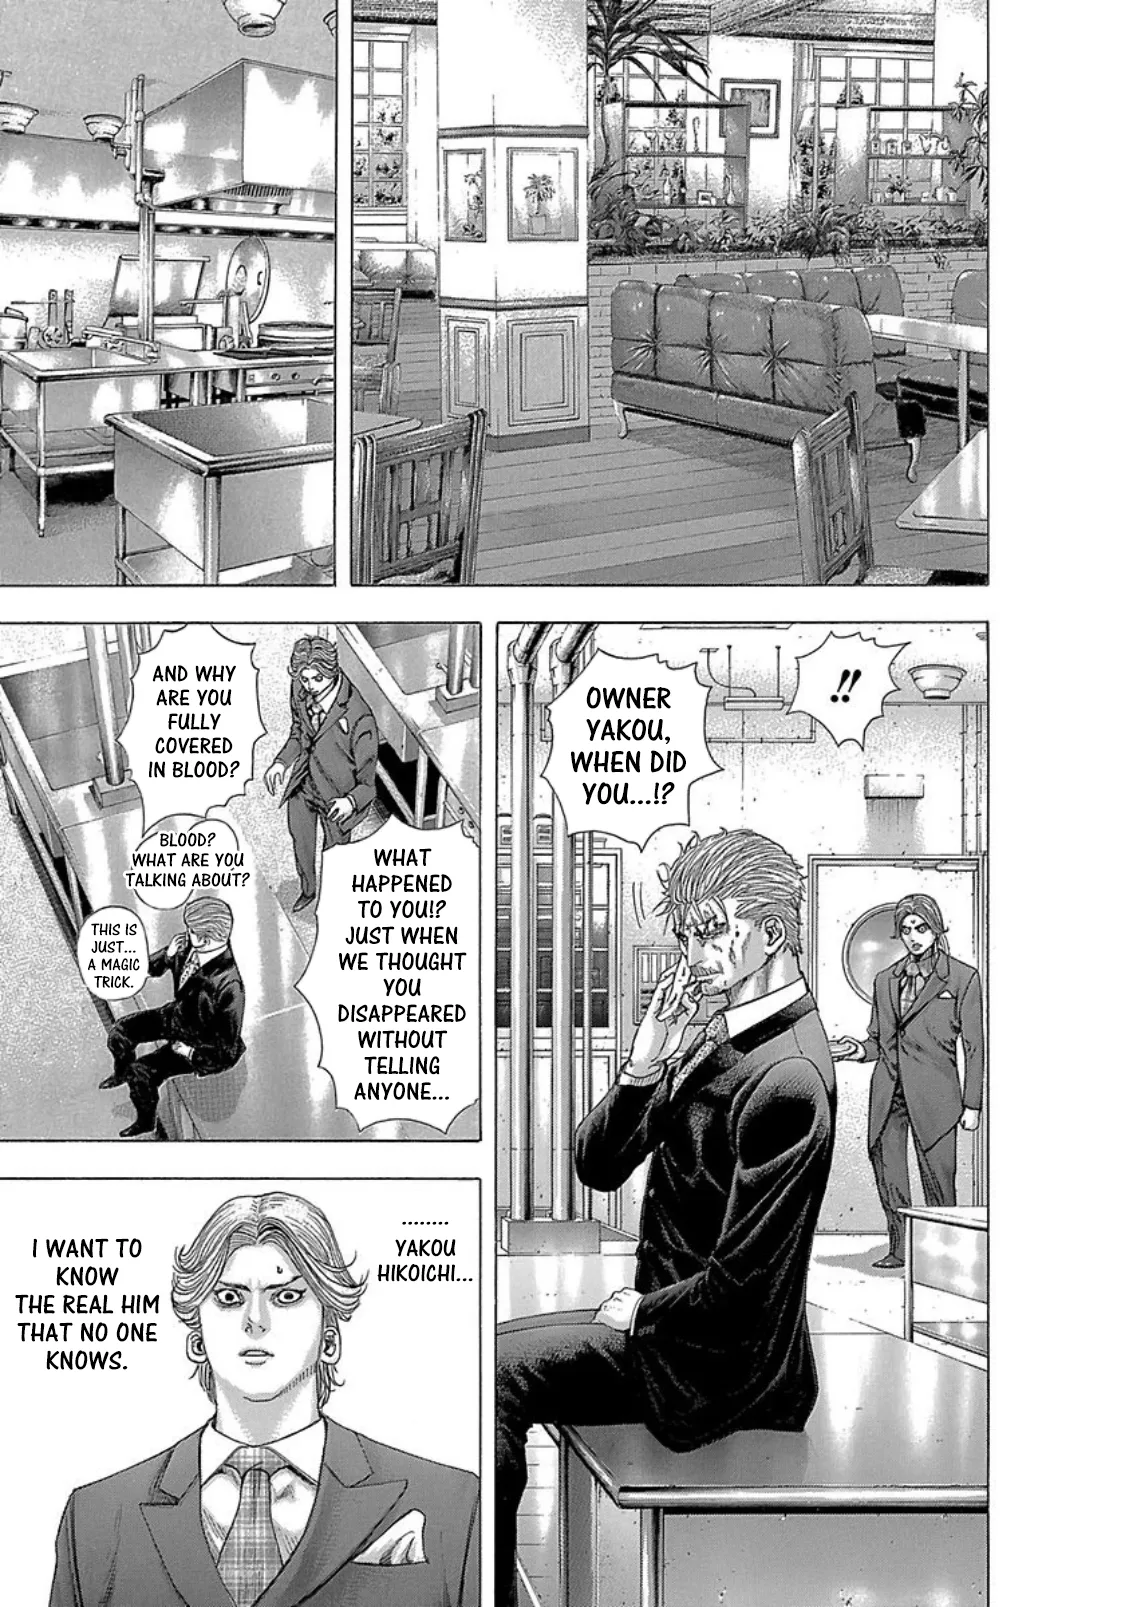 !!
OWNER
YAKOU,
WHEN DID
YOU...!?
WHAT
HAPPENED
TO YOU!?
JUST WHEN
WE THOUGHT
YOU
DISAPPEARED
WITHOUT
TELLING
ANYONE...
AND WHY
ARE YOU
FULLY
COVERED
IN BLOOD?
BLOOD?
WHAT ARE YOU
TALKING ABOUT?
THIS IS
JUST...
A MAGIC
TRICK.
........
YAKOU
HIKOICHI...
I WANT TO
KNOW
THE REAL HIM
THAT NO ONE
KNOWS.